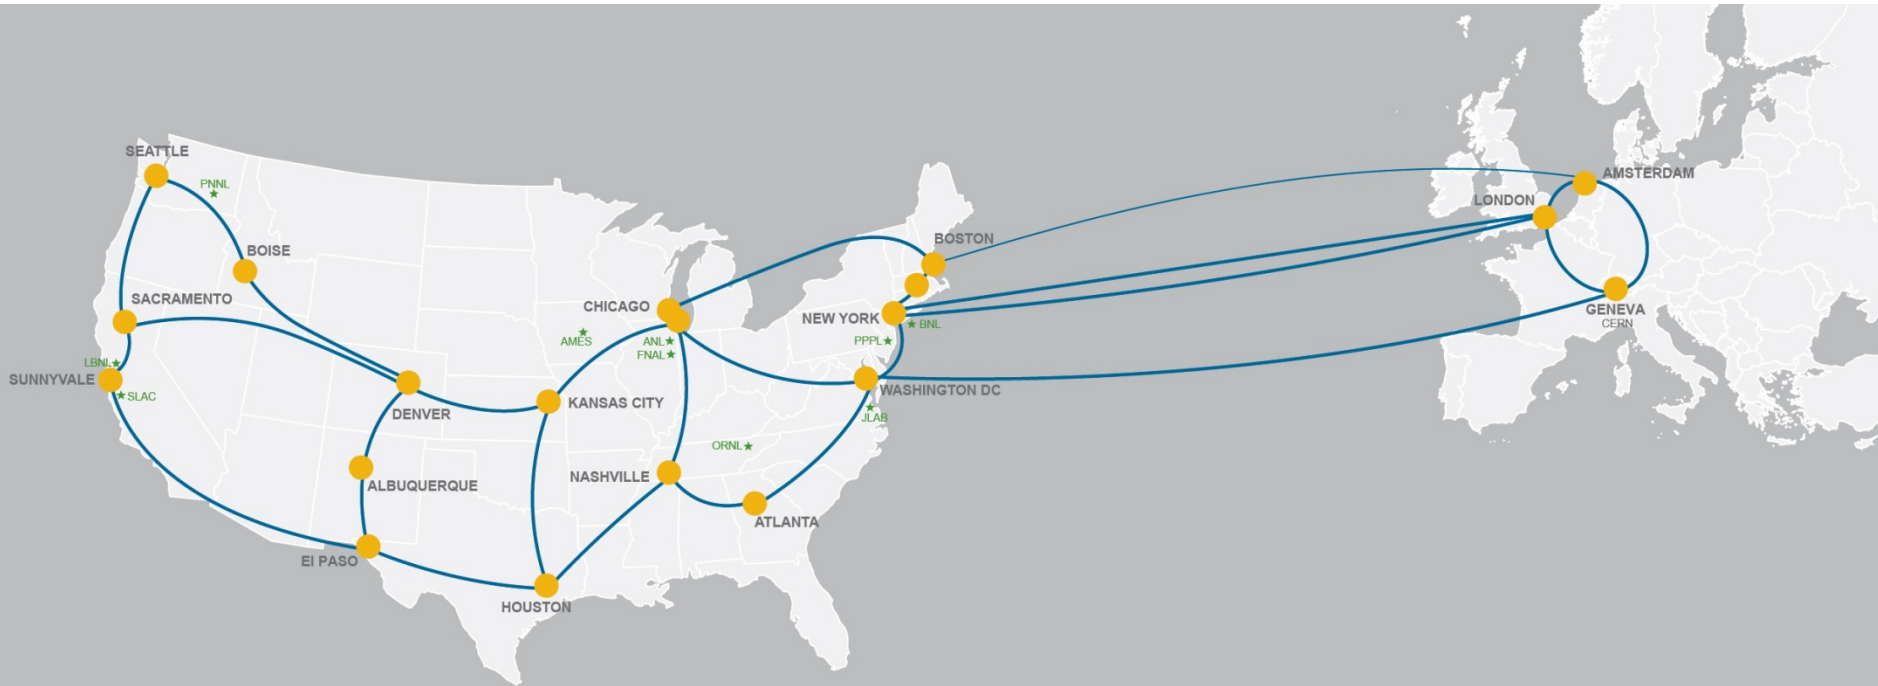 SEATTLE
PNNL
BOISE
SACRAMENTO
LBNL
SUNNYVALE
SLAC
DENVER
ALBUQUERQUE
El PASO
HOUSTON
KANSAS CITY
AMES
CHICAGO
ANL
FNAL
NASHVILLE
ORNL
ATLANTA
BOSTON
NEW YORK
BNL
PPPL
WASHINGTON DC
JLAB
AMSTERDAM
LONDON
GENEVA
CERN